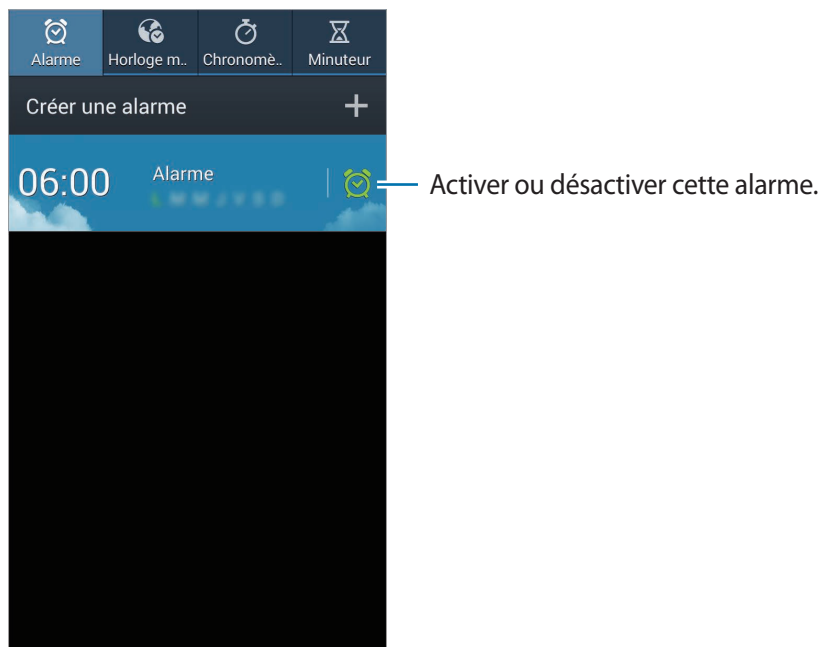 Alarme
Horloge m..
Chronomè..
Minuteur
Créer une alarme
06:00
Alarme
Activer ou désactiver cette alarme.